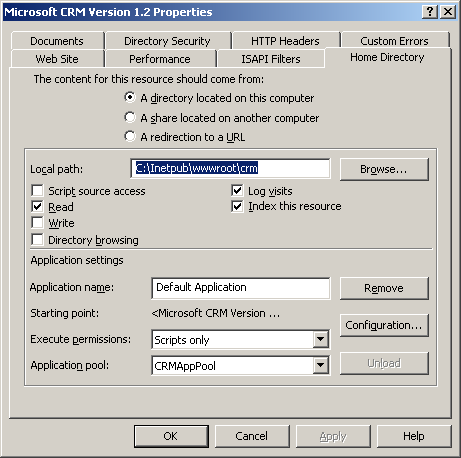 Microsoft CRM Version 1.2 Properties
Documents Directory Security HTTP Headers Custom Errors
Web Site Performance ISAPI Filters Home Directory
The content for this resource should come from:
A directory located on this computer
A share located on another computer
A redirection to a URL
Local path: C:\Inetpub\wwwroot\crm Browse...
Script source access Log visits
Read Index this resource
Write
Directory browsing
Application settings
Application name: Default Application Remove
Starting point: <Microsoft CRM Version ...
Configuration...
Execute permissions: Scripts only
Application pool: CRMAppPool Unload
OK Cancel Apply Help